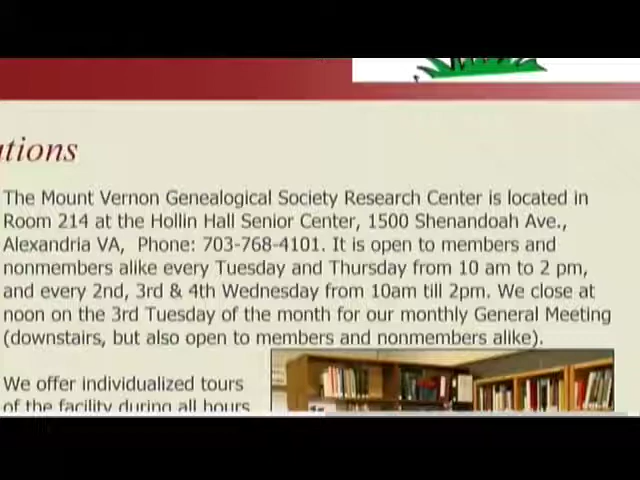 ations
The Mount Vernon Genealogical Society Research Center is located in
Room 214 at the Hollin Hall Senior Center, 1500 Shenandoah Ave.,
Alexandria VA, Phone: 703-768-4101. It is open to members and
nonmembers alike every Tuesday and Thursday from 10 am to 2 pm,
and every 2nd, 3rd & 4th Wednesday from 10am till 2pm. We close at
noon on the 3rd Tuesday of the month for our monthly General Meeting
(downstairs, but also open to members and nonmembers alike).
We offer individualized tours
of the facility during all hours